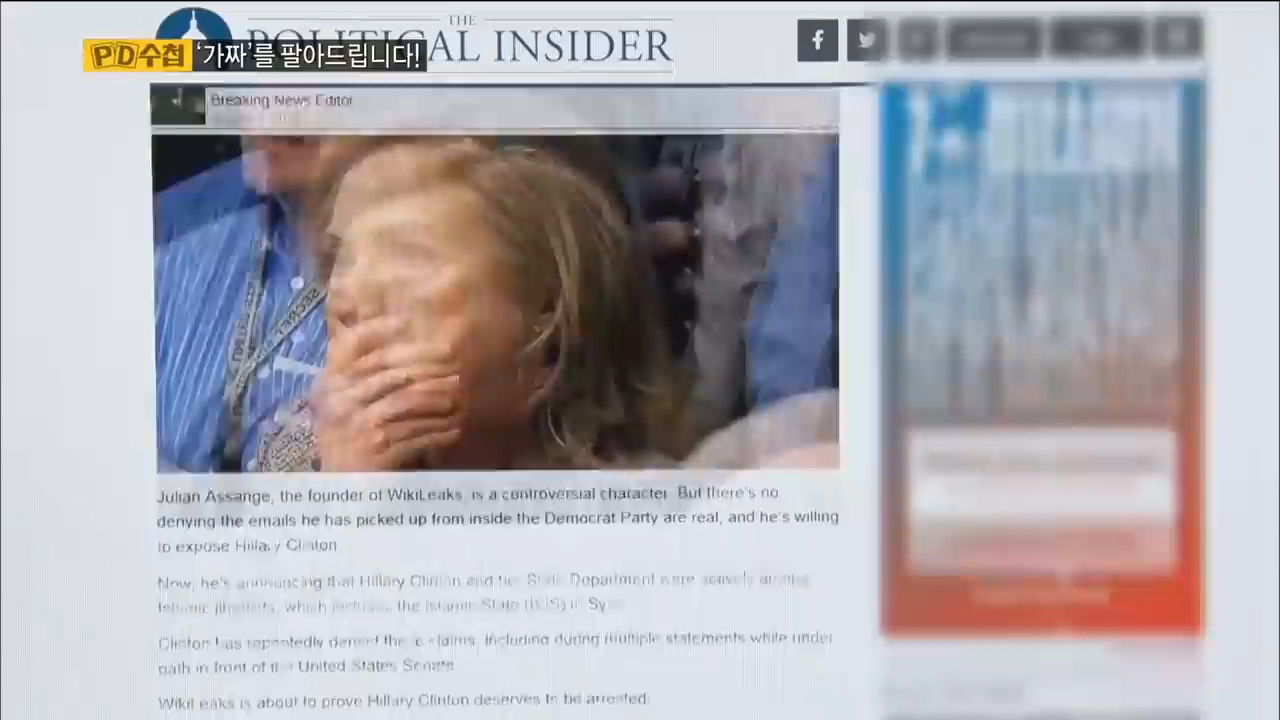 THE
POLITICAL INSIDER
PD수첩 '가짜'를 팔아드립니다!
Breaking News Editor
SECRET
Julian Assange, the founder of WikiLeaks, is a controversial character. But there's no
denying the emails he has picked up from inside the Democrat Party are real, and he's willing
to expose Hillary Clinton.
Now, he's announcing that Hillary Clinton and her State Department were actively arming
Islamic jihadists, which includes the Islamic State (ISIS) in Syria.
Clinton has repeatedly denied these claims, including during multiple statements while under
oath in front of the United States Senate.
WikiLeaks is about to prove Hillary Clinton deserves to be arrested: